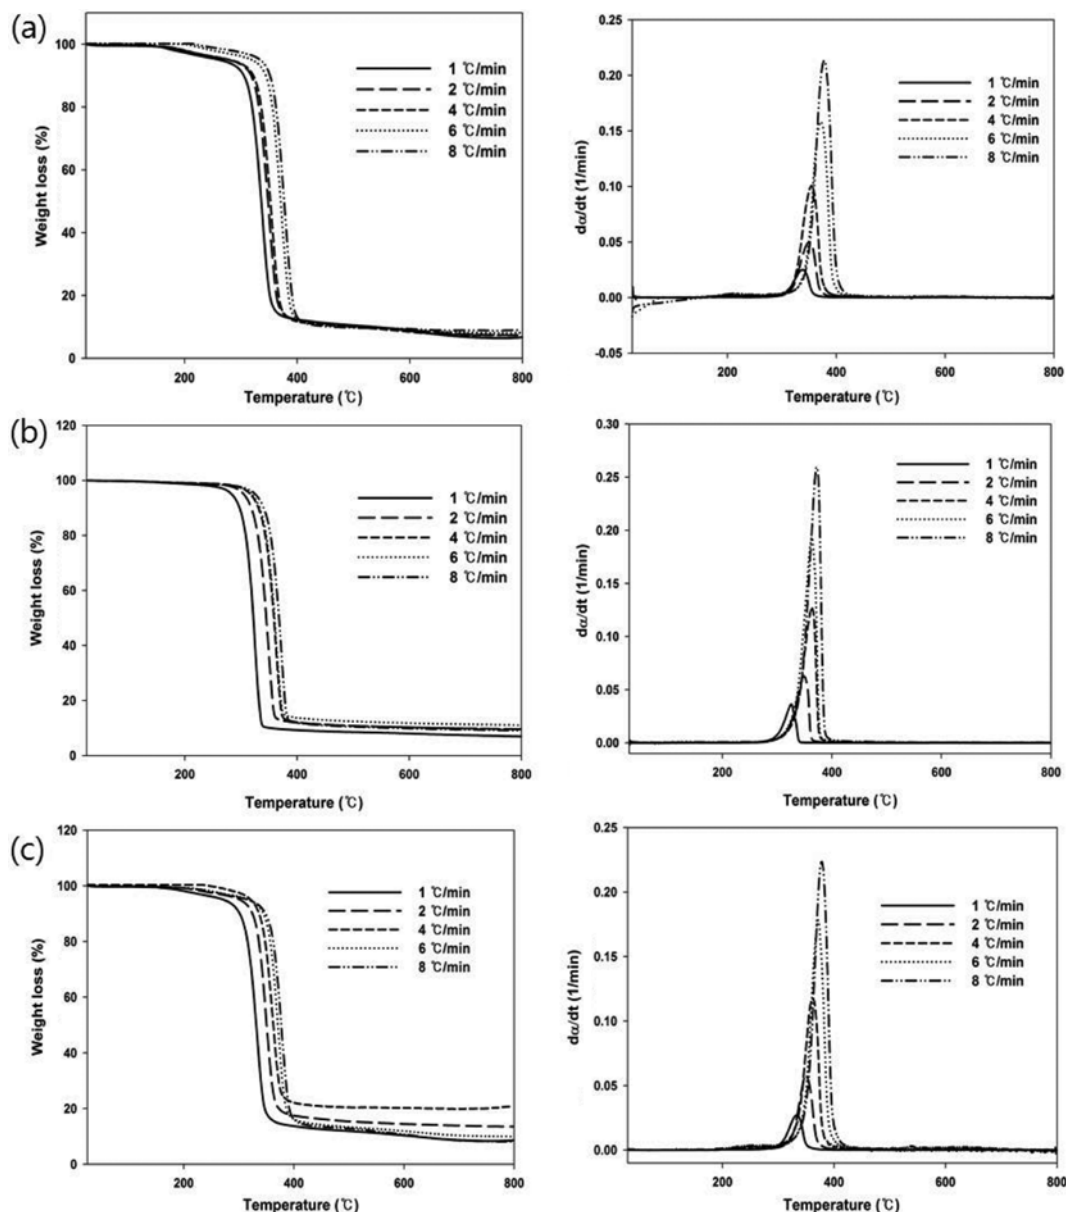 (a)
100
80
60
40
20
0
Weight loss (%)
200
400
600
800
Temperature (℃)
1 ℃/min
2 ℃/min
4 ℃/min
6 ℃/min
8 ℃/min
0.25
0.20
0.15
0.10
0.05
0.00
-0.05
dα/dt (1/min)
200
400
600
800
Temperature (℃)
1 ℃/min
2 ℃/min
4 ℃/min
6 ℃/min
8 ℃/min
(b)
120
100
80
60
40
20
0
Weight loss (%)
200
400
600
800
Temperature (℃)
1 ℃/min
2 ℃/min
4 ℃/min
6 ℃/min
8 ℃/min
0.30
0.25
0.20
0.15
0.10
0.05
0.00
dα/dt (1/min)
200
400
600
800
Temperature (℃)
1 ℃/min
2 ℃/min
4 ℃/min
6 ℃/min
8 ℃/min
(c)
120
100
80
60
40
20
0
Weight loss (%)
200
400
600
800
Temperature (℃)
1 ℃/min
2 ℃/min
4 ℃/min
6 ℃/min
8 ℃/min
0.25
0.20
0.15
0.10
0.05
0.00
dα/dt (1/min)
200
400
600
800
Temperature (℃)
1 ℃/min
2 ℃/min
4 ℃/min
6 ℃/min
8 ℃/min